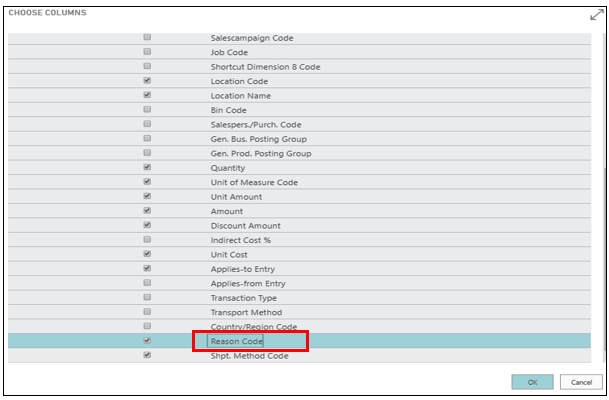 CHOOSE COLUMNS
Salescampaign Code
Job Code
Shortcut Dimension 8 Code
Location Code
Location Name
Bin Code
Salespers./Purch. Code
Gen. Bus. Posting Group
Gen. Prod. Posting Group
Quantity
Unit of Measure Code
Unit Amount
Amount
Discount Amount
Indirect Cost %
Unit Cost
Applies-to Entry
Applies-from Entry
Transaction Type
Transport Method
Country/Region Code
Reason Code
Shpt. Method Code
OK Cancel